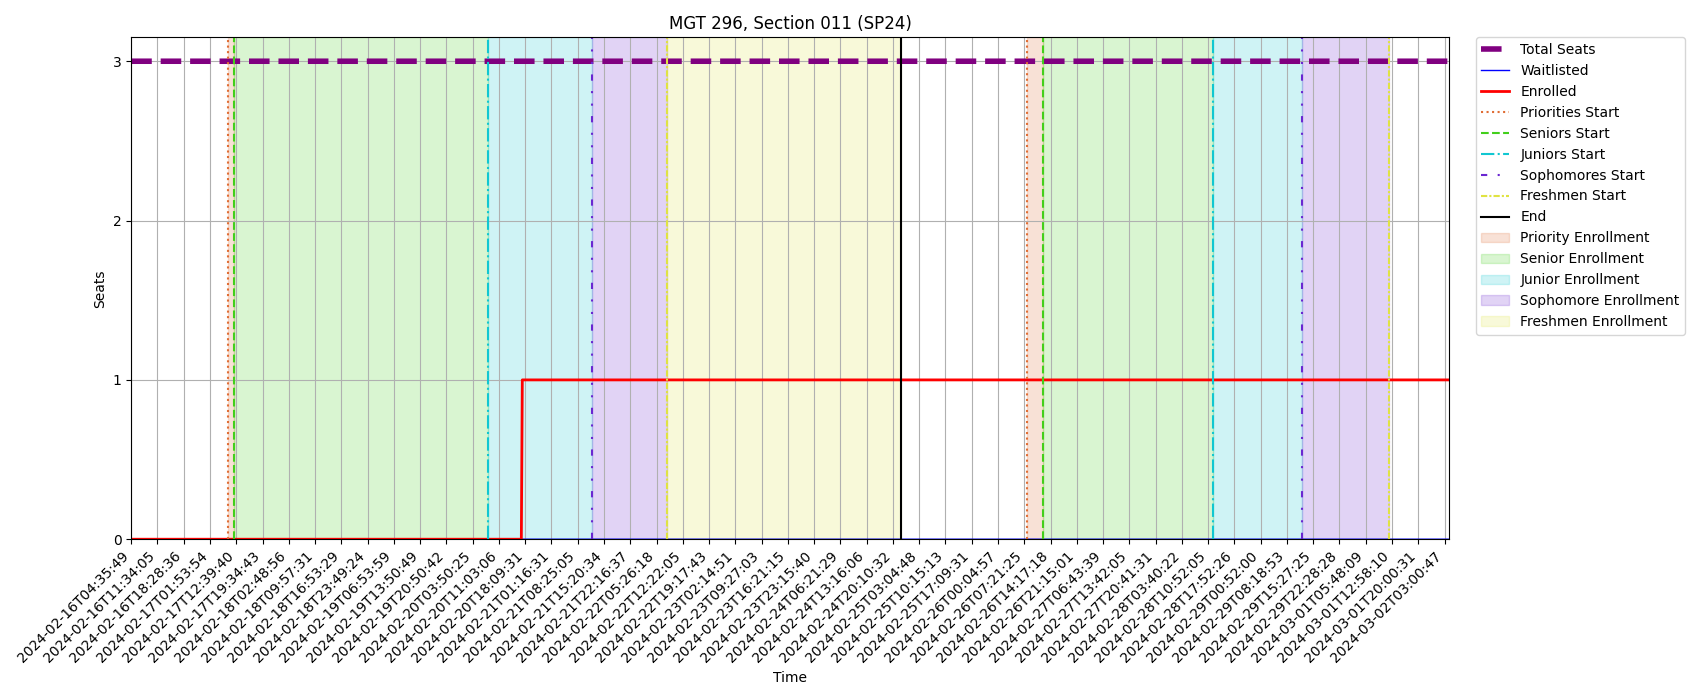 MGT 296, Section 011 (SP24)
Seats
3
2
1
0
2024-02-16T04:35:49
2024-02-16T11:34:05
2024-02-16T18:28:36
2024-02-17T01:53:54
2024-02-17T12:39:40
2024-02-17T19:34:43
2024-02-18T02:48:56
2024-02-18T09:57:31
2024-02-18T16:53:29
2024-02-18T23:49:24
2024-02-19T06:53:59
2024-02-19T13:50:49
2024-02-19T20:50:42
2024-02-20T03:50:25
2024-02-20T11:03:06
2024-02-20T18:09:31
2024-02-21T01:16:31
2024-02-21T08:25:05
2024-02-21T15:20:34
2024-02-21T22:16:37
2024-02-22T05:26:18
2024-02-22T12:22:05
2024-02-22T19:17:43
2024-02-23T02:14:51
2024-02-23T09:27:03
2024-02-23T16:21:15
2024-02-23T23:15:40
2024-02-24T06:21:29
2024-02-24T13:16:06
2024-02-24T20:10:32
2024-02-25T03:04:48
2024-02-25T10:15:13
2024-02-25T17:09:31
2024-02-26T00:04:57
2024-02-26T07:21:25
2024-02-26T14:17:18
2024-02-26T21:15:01
2024-02-27T06:43:39
2024-02-27T13:42:05
2024-02-27T20:41:31
2024-02-28T03:40:22
2024-02-28T10:52:05
2024-02-28T17:52:26
2024-02-29T00:52:00
2024-02-29T08:18:53
2024-02-29T15:27:25
2024-02-29T22:28:28
2024-03-01T05:48:09
2024-03-01T12:58:10
2024-03-01T20:00:31
2024-03-02T03:00:47
Time
Total Seats
Waitlisted
Enrolled
Priorities Start
Seniors Start
Juniors Start
Sophomores Start
Freshmen Start
End
Priority Enrollment
Senior Enrollment
Junior Enrollment
Sophomore Enrollment
Freshmen Enrollment